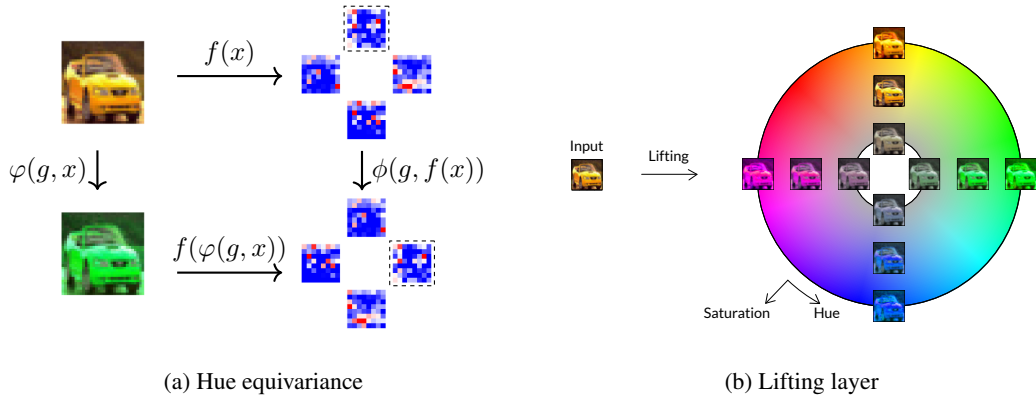 f(x)
φ(g, x)
ϕ(g, f(x))
f(φ(g, x))
(a) Hue equivariance
Input
Lifting
Saturation
Hue
(b) Lifting layer